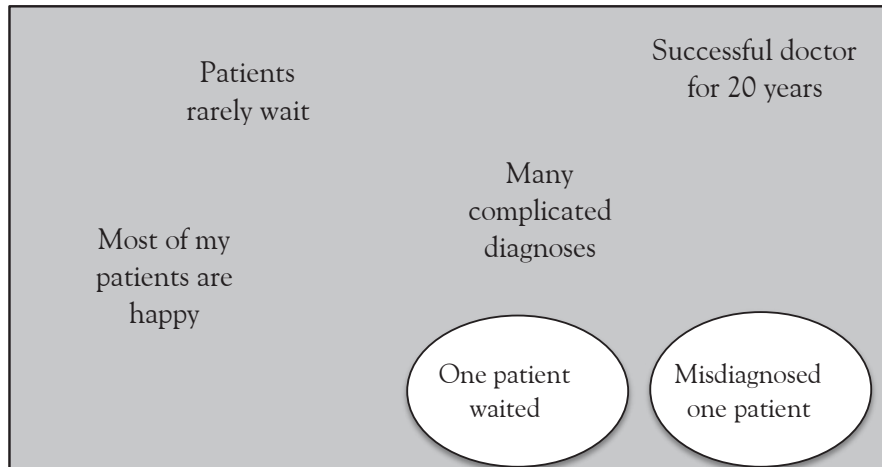 Patients
rarely wait
Successful doctor
for 20 years
Many
complicated
diagnoses
Most of my
patients are
happy
One patient
waited
Misdiagnosed
one patient